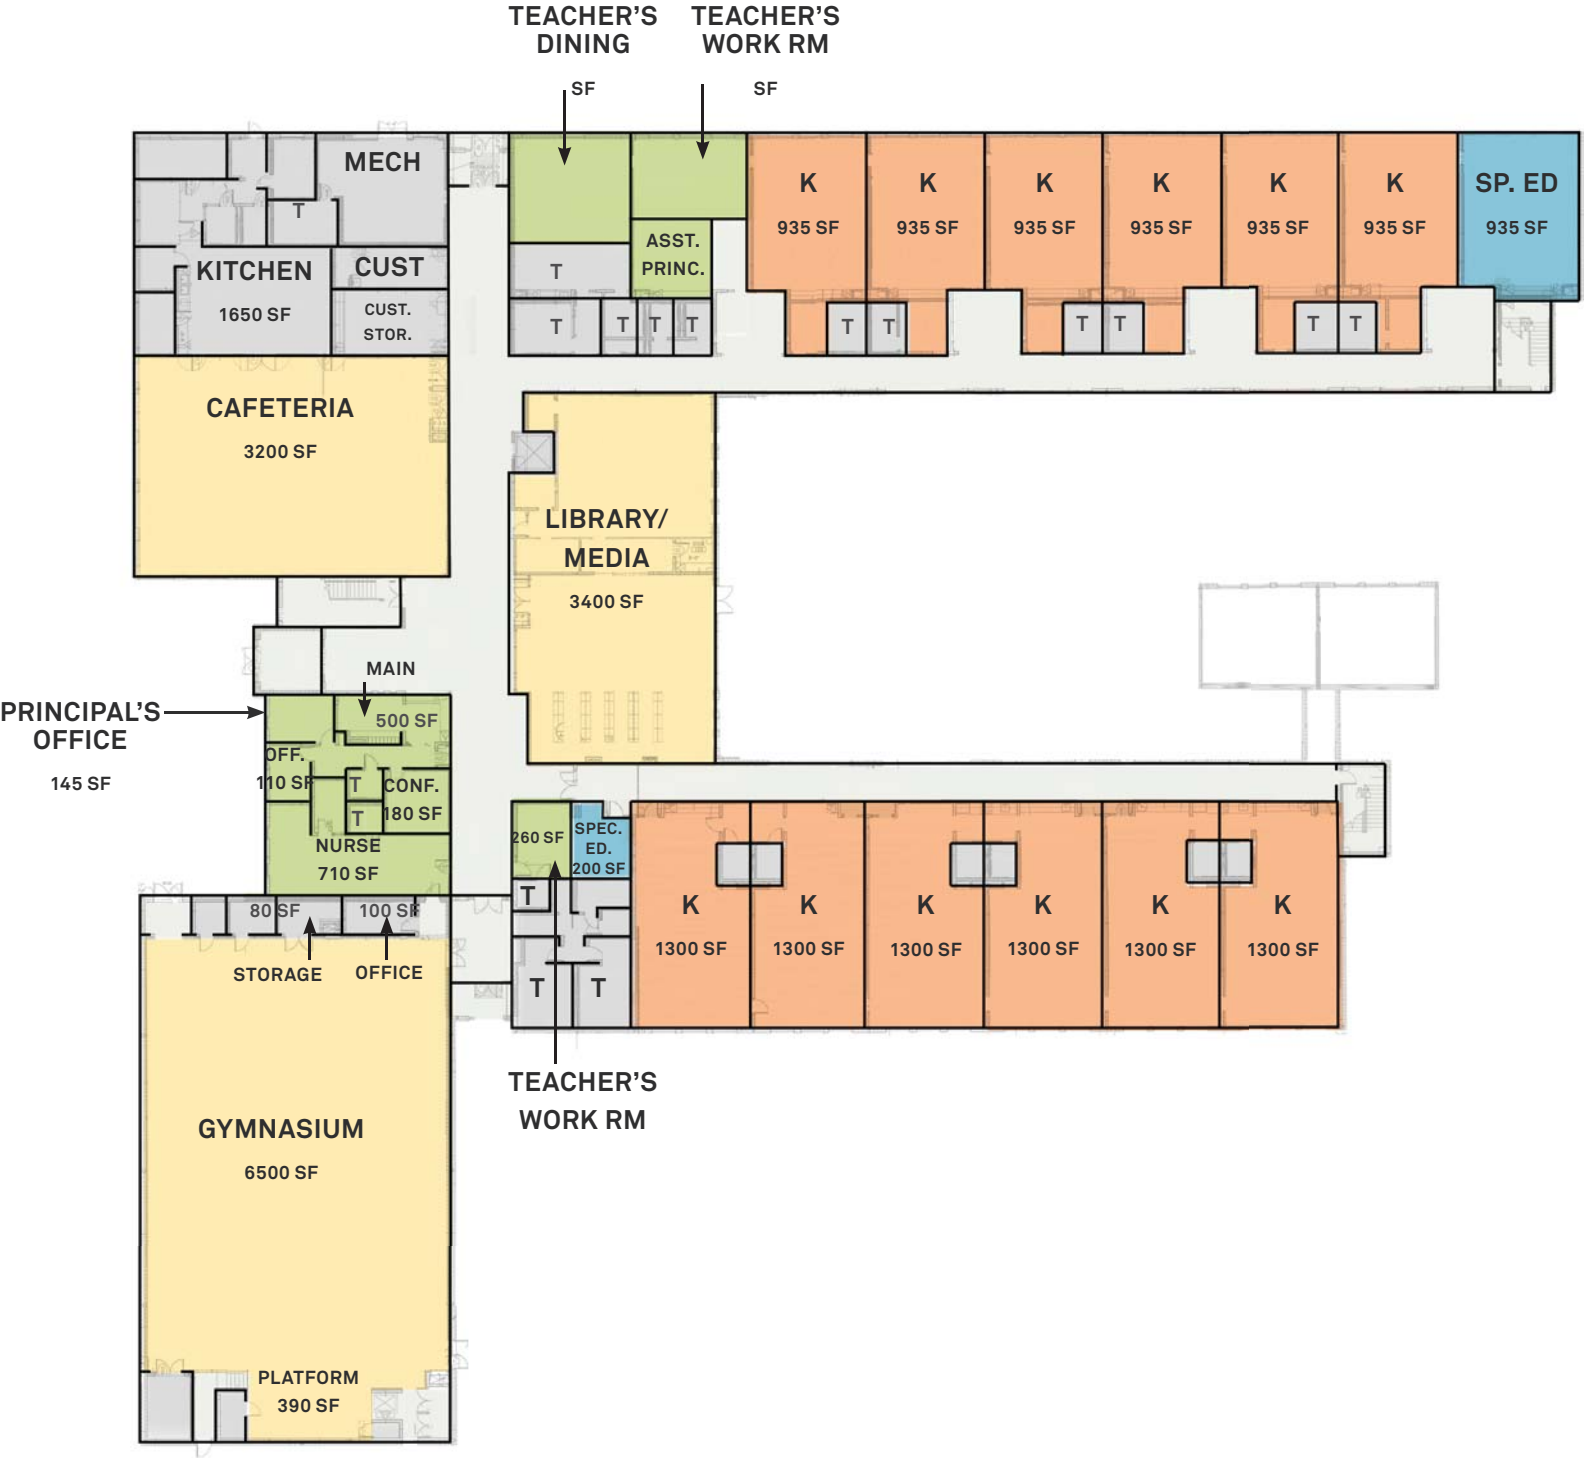 TEACHER'S
DINING
SF
TEACHER'S
WORK RM
SF
MECH
T
KITCHEN
1650 SF
CUST
CUST.
STOR.
ASST.
PRINC.
T
T
T
T
T
K
935 SF
K
935 SF
K
935 SF
K
935 SF
K
935 SF
K
935 SF
SP. ED
935 SF
T
T
T
T
T
T
CAFETERIA
3200 SF
LIBRARY/
MEDIA
3400 SF
MAIN
500 SF
PRINCIPAL'S
OFFICE
145 SF
OFF.
110 SF
T
CONF.
180 SF
T
NURSE
710 SF
80 SF
100 SF
STORAGE
OFFICE
260 SF
SPEC.
ED.
200 SF
T
T
T
K
1300 SF
K
1300 SF
K
1300 SF
K
1300 SF
K
1300 SF
K
1300 SF
TEACHER'S
WORK RM
GYMNASIUM
6500 SF
PLATFORM
390 SF